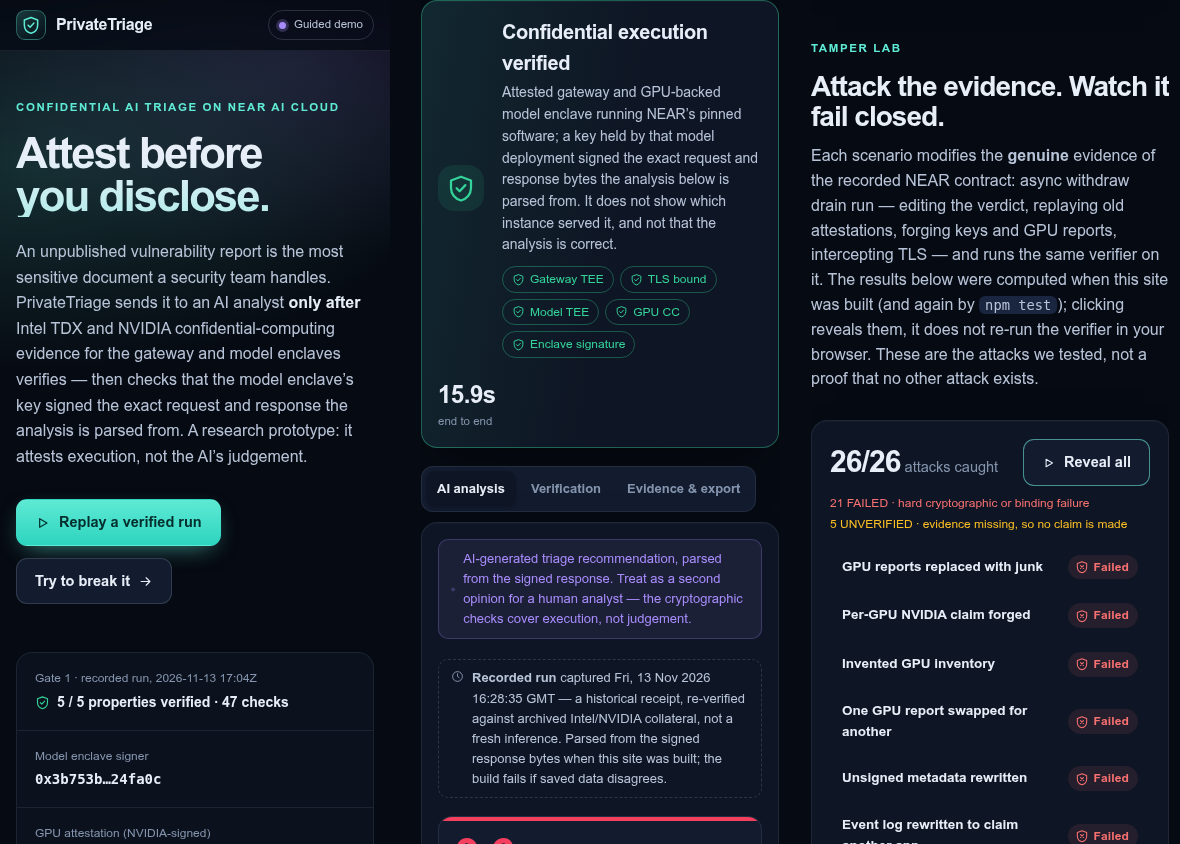 PrivateTriage
Guided demo
CONFIDENTIAL AI TRIAGE ON NEAR AI CLOUD
Attest before
you disclose.
An unpublished vulnerability report is the most
sensitive document a security team handles.
PrivateTriage sends it to an AI analyst only after
Intel TDX and NVIDIA confidential-computing
evidence for the gateway and model enclaves
verifies — then checks that the model enclave’s
key signed the exact request and response the
analysis is parsed from. A research prototype: it
attests execution, not the AI’s judgement.
Replay a verified run
Try to break it →
Gate 1 · recorded run, 2026-11-13 17:04Z
5 / 5 properties verified · 47 checks
Model enclave signer
0x3b753b…24fa0c
GPU attestation (NVIDIA-signed)
Confidential execution
verified
Attested gateway and GPU-backed
model enclave running NEAR’s pinned
software; a key held by that model
deployment signed the exact request and
response bytes the analysis below is
parsed from. It does not show which
instance served it, and not that the
analysis is correct.
Gateway TEE
TLS bound
Model TEE
GPU CC
Enclave signature
15.9s
end to end
AI analysis
Verification
Evidence & export
AI-generated triage recommendation, parsed
from the signed response. Treat as a second
opinion for a human analyst — the cryptographic
checks cover execution, not judgement.
Recorded run captured Fri, 13 Nov 2026
16:28:35 GMT — a historical receipt, re-verified
against archived Intel/NVIDIA collateral, not a
fresh inference. Parsed from the signed
response bytes when this site was built; the
build fails if saved data disagrees.
TAMPER LAB
Attack the evidence. Watch it
fail closed.
Each scenario modifies the genuine evidence of
the recorded NEAR contract: async withdraw
drain run — editing the verdict, replaying old
attestations, forging keys and GPU reports,
intercepting TLS — and runs the same verifier on
it. The results below were computed when this site
was built (and again by npm test); clicking
reveals them, it does not re-run the verifier in your
browser. These are the attacks we tested, not a
proof that no other attack exists.
26/26 attacks caught
Reveal all
21 FAILED · hard cryptographic or binding failure
5 UNVERIFIED · evidence missing, so no claim is made
GPU reports replaced with junk
Failed
Per-GPU NVIDIA claim forged
Failed
Invented GPU inventory
Failed
One GPU report swapped for
another
Failed
Unsigned metadata rewritten
Failed
Event log rewritten to claim
Failed